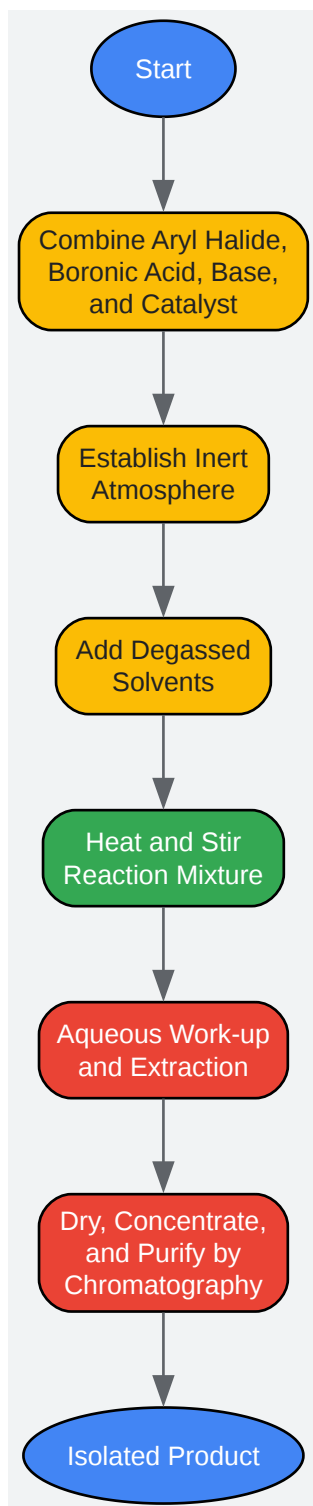 Start
Combine Aryl Halide,
Boronic Acid, Base,
and Catalyst
Establish Inert
Atmosphere
Add Degassed
Solvents
Heat and Stir
Reaction Mixture
Aqueous Work-up
and Extraction
Dry, Concentrate,
and Purify by
Chromatography
Isolated Product